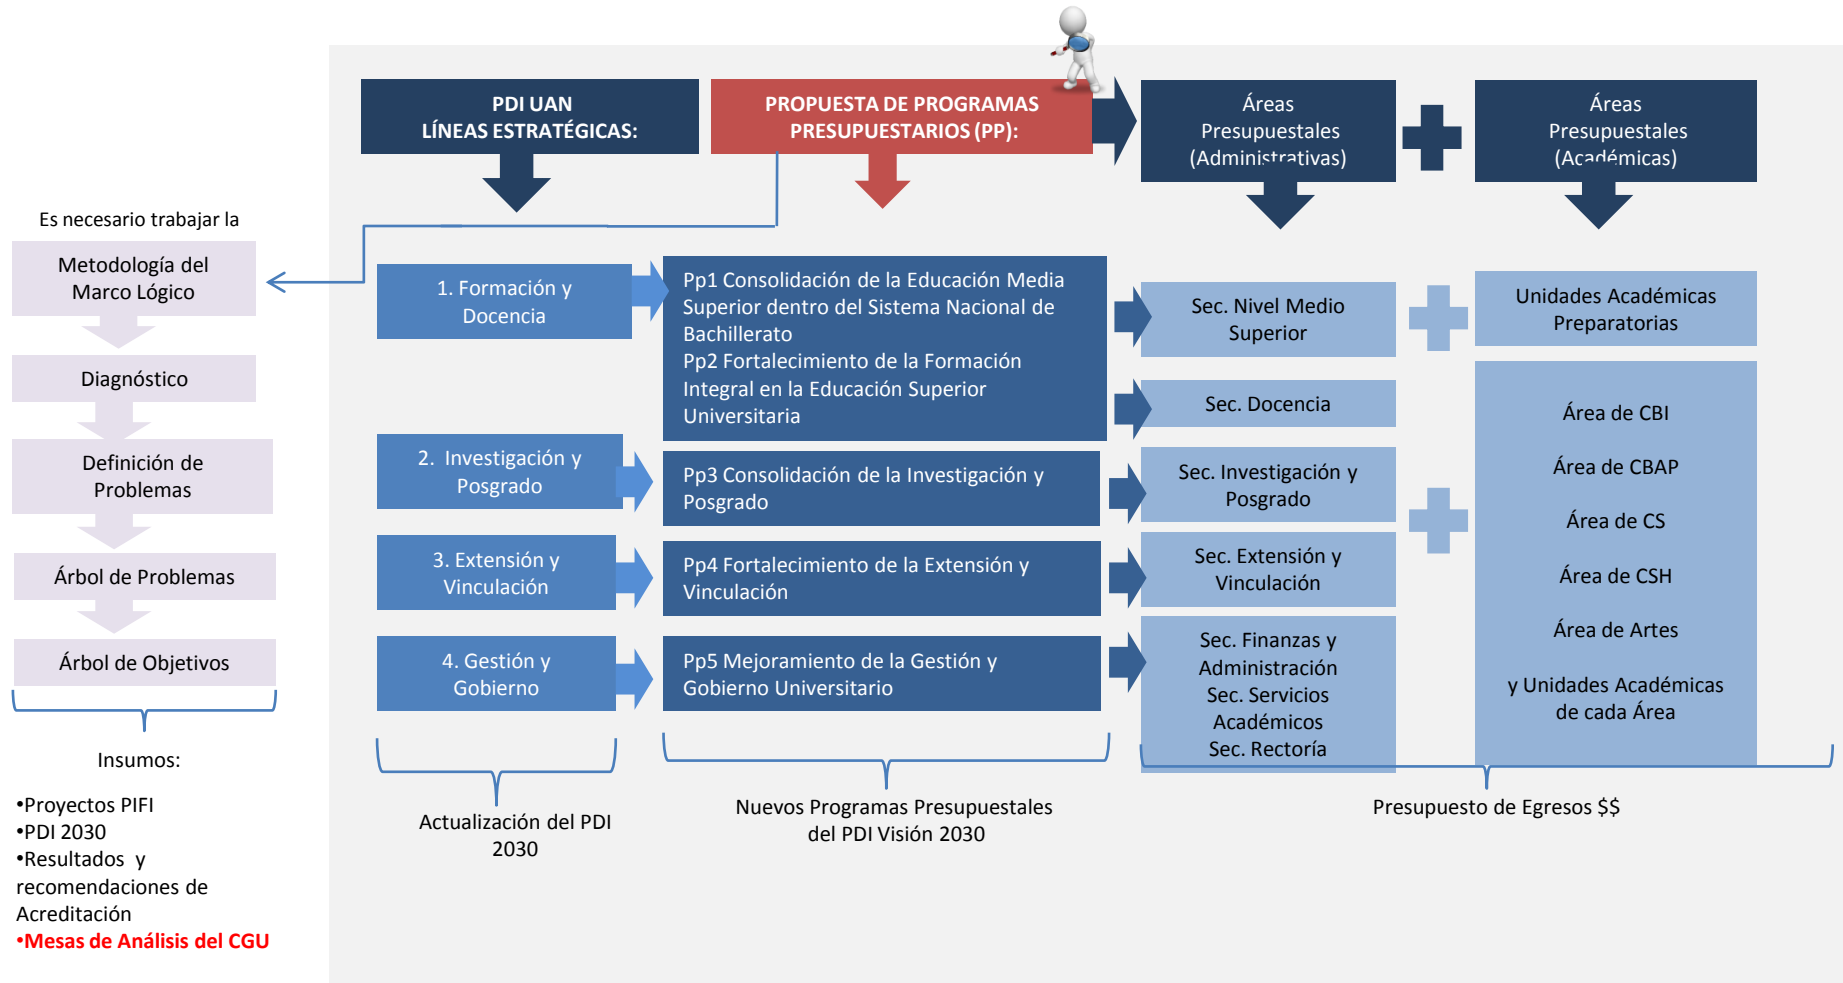 PDI UAN
LÍNEAS ESTRATÉGICAS:
PROPUESTA DE PROGRAMAS
PRESUPUESTARIOS (PP):
Áreas
Presupuestales
(Administrativas)
Áreas
Presupuestales
(Académicas)
Es necesario trabajar la
Metodología del
Marco Lógico
Diagnóstico
Definición de
Problemas
Árbol de Problemas
Árbol de Objetivos
Insumos:
•Proyectos PIFI
•PDI 2030
•Resultados y
recomendaciones de
Acreditación
•Mesas de Análisis del CGU
1. Formación y
Docencia
2. Investigación y
Posgrado
3. Extensión y
Vinculación
4. Gestión y
Gobierno
Actualización del PDI
2030
Pp1 Consolidación de la Educación Media
Superior dentro del Sistema Nacional de
Bachillerato
Pp2 Fortalecimiento de la Formación
Integral en la Educación Superior
Universitaria
Pp3 Consolidación de la Investigación y
Posgrado
Pp4 Fortalecimiento de la Extensión y
Vinculación
Pp5 Mejoramiento de la Gestión y
Gobierno Universitario
Nuevos Programas Presupuestales
del PDI Visión 2030
Sec. Nivel Medio
Superior
Sec. Docencia
Sec. Investigación y
Posgrado
Sec. Extensión y
Vinculación
Sec. Finanzas y
Administración
Sec. Servicios
Académicos
Sec. Rectoría
Unidades Académicas
Preparatorias
Área de CBI
Área de CBAP
Área de CS
Área de CSH
Área de Artes
y Unidades Académicas
de cada Área
Presupuesto de Egresos $$